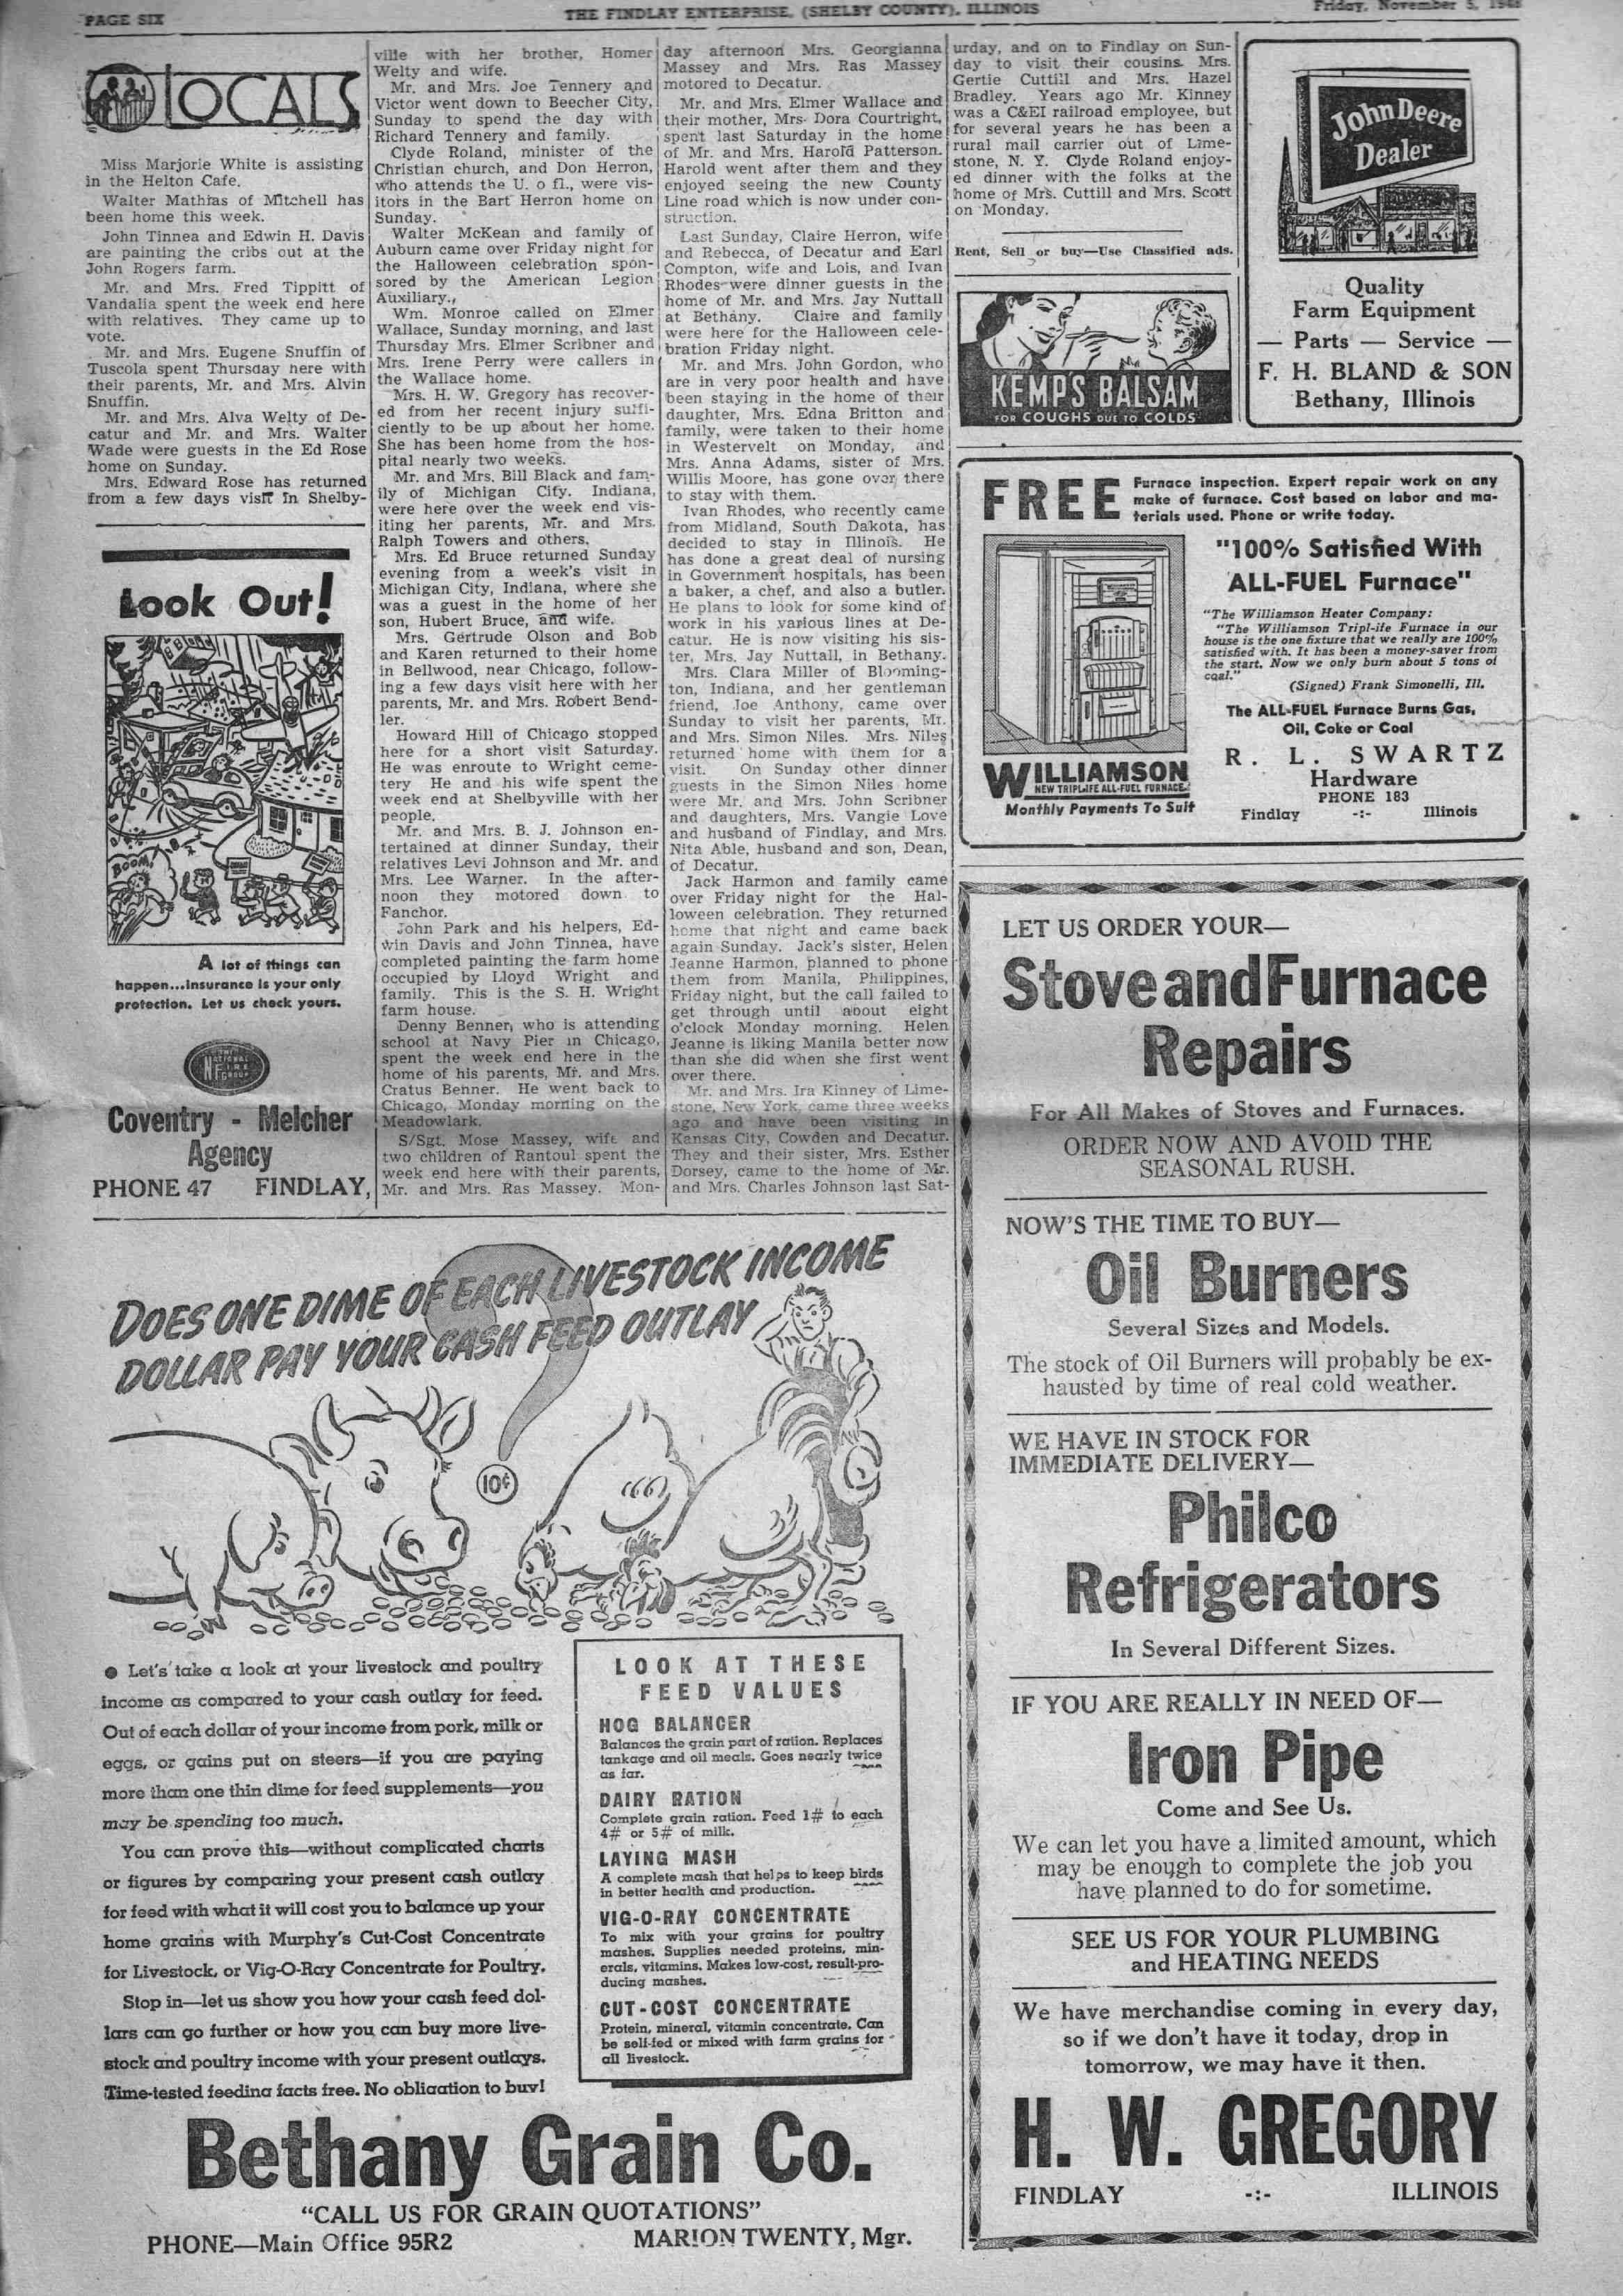 PAGE SIX
THE FINDLAY ENTERPRISE, (SHELBY COUNTY), ILLINOIS
Friday, November 5, 1948
LOCALS
Miss Marjorie White is assisting
in the Helton Cafe.
Walter Mathias of Mitchell has
been home this week.
John Tinnea and Edwin H. Davis
are painting the cribs out at the
John Rogers farm.
Mr. and Mrs. Fred Tippitt of
Vandalia spent the week end here
with relatives. They came up to
vote.
Mr. and Mrs. Eugene Snuffin of
Tuscola spent Thursday here with
their parents, Mr. and Mrs. Alvin
Snuffin.
Mr. and Mrs. Alva Welty of De-
catur and Mr. and Mrs. Walter
Wade were guests in the Ed Rose
home on Sunday.
Mrs. Edward Rose has returned
from a few days visit in Shelby-
ville with her brother, Homer
Welty and wife.
Mr. and Mrs. Joe Tennery and
Victor went down to Beecher City,
Sunday to spend the day with
Richard Tennery and family.
Clyde Roland, minister of the
Christian church, and Don Herron,
who attends the U. o fI., were vis-
itors in the Bart Herron home on
Sunday.
Walter McKean and family of
Auburn came over Friday night for
the Halloween celebration spon-
sored by the American Legion
Auxiliary.,
Wm. Monroe called on Elmer
Wallace, Sunday morning, and last
Thursday Mrs. Elmer Scribner and
Mrs. Irene Perry were callers in
the Wallace home.
Mrs. H. W. Gregory has recover-
ed from her recent injury suffi-
ciently to be up about her home.
She has been home from the hos-
pital nearly two weeks.
Mr. and Mrs. Bill Black and fam-
ily of Michigan City. Indiana,
were here over the week end vis-
iting her parents, Mr. and Mrs.
Ralph Towers and others.
Mrs. Ed Bruce returned Sunday
evening from a week's visit in
Michigan City, Indiana, where she
was a guest in the home of her
son, Hubert Bruce, and wife.
Mrs. Gertrude Olson and Bob
and Karen returned to their home
in Bellwood, near Chicago, follow-
ing a few days visit here with her
parents, Mr. and Mrs. Robert Bend-
ler.
Howard Hill of Chicago stopped
here for a short visit Saturday.
He was enroute to Wright ceme-
tery He and his wife spent the
week end at Shelbyville with her
people.
Mr. and Mrs. B. J. Johnson en-
tertained at dinner Sunday, their
relatives Levi Johnson and Mr. and
Mrs. Lee Warner. In the after-
noon they motored down to
Fanchor.
John Park and his helpers, Ed-
win Davis and John Tinnea, have
completed painting the farm home
occupied by Lloyd Wright and
family. This is the S. H. Wright
farm house.
Denny Benner, who is attending
school at Navy Pier in Chicago,
spent the week end here in the
home of his parents, Mr. and Mrs.
Cratus Benner. He went back to
Chicago, Monday morning on the
Meadowlark.
S/Sgt. Mose Massey, wife and
two children of Rantoul spent the
week end here with their parents,
Mr. and Mrs. Ras Massey. Mon-
day afternoon Mrs. Georgianna
Massey and Mrs. Ras Massey
motored to Decatur.
Mr. and Mrs. Elmer Wallace and
their mother, Mrs. Dora Courtright,
spent last Saturday in the home
of Mr. and Mrs. Harold Patterson.
Harold went after them and they
enjoyed seeing the new County
Line road which is now under con-
struction.
Last Sunday, Claire Herron, wife
and Rebecca, of Decatur and Earl
Compton, wife and Lois, and Ivan
Rhodes were dinner guests in the
home of Mr. and Mrs. Jay Nuttall
at Bethany. Claire and family
were here for the Halloween cele-
bration Friday night.
Mr. and Mrs. John Gordon, who
are in very poor health and have
been staying in the home of their
daughter, Mrs. Edna Britton and
family, were taken to their home
in Westervelt on Monday, and
Mrs. Anna Adams, sister of Mrs.
Willis Moore, has gone over there
to stay with them.
Ivan Rhodes, who recently came
from Midland, South Dakota, has
decided to stay in Illinois. He
has done a great deal of nursing
in Government hospitals, has been
a baker, a chef, and also a butler.
He plans to look for some kind of
work in his various lines at De-
catur. He is now visiting his sis-
ter, Mrs. Jay Nuttall, in Bethany.
Mrs. Clara Miller of Blooming-
ton, Indiana, and her gentleman
friend, Joe Anthony, came over
Sunday to visit her parents, Mr.
and Mrs. Simon Niles. Mrs. Niles
returned home with them for a
visit. On Sunday other dinner
guests in the Simon Niles home
were Mr. and Mrs. John Scribner
and daughters, Mrs. Vangie Love
and husband of Findlay, and Mrs.
Nita Able, husband and son, Dean,
of Decatur.
Jack Harmon and family came
over Friday night for the Hal-
loween celebration. They returned
home that night and came back
again Sunday. Jack's sister, Helen
Jeanne Harmon, planned to phone
them from Manila, Philippines,
Friday night, but the call failed to
get through until about eight
o'clock Monday morning. Helen
Jeanne is liking Manila better now
than she did when she first went
over there.
Mr. and Mrs. Ira Kinney of Lime-
stone, New York, came three weeks
ago and have been visiting in
Kansas City, Cowden and Decatur.
They and their sister, Mrs. Esther
Dorsey, came to the home of Mr.
and Mrs. Charles Johnson last Sat-
urday, and on to Findlay on Sun-
day to visit their cousins. Mrs.
Gertie Cuttill and Mrs. Hazel
Bradley. Years ago Mr. Kinney
was a C&EI railroad employee, but
for several years he has been a
rural mail carrier out of Lime-
stone, N. Y. Clyde Roland enjoy-
ed dinner with the folks at the
home of Mrs. Cuttill and Mrs. Scott
on Monday.
Rent, Sell or buy—Use Classified ads.
KEMP'S BALSAM
FOR COUGHS DUE TO COLDS
John Deere
Dealer
Quality
Farm Equipment
— Parts — Service —
F. H. BLAND & SON
Bethany, Illinois
Look Out!
BOOM!
A lot of things can
happen...insurance is your only
protection. Let us check yours.
THE
NATIONAL
FIRE
GROUP
Coventry - Melcher
Agency
PHONE 47 FINDLAY,
FREE
Furnace inspection. Expert repair work on any
make of furnace. Cost based on labor and ma-
terials used. Phone or write today.
"100% Satisfied With
ALL-FUEL Furnace"
"The Williamson Heater Company:
"The Williamson Tripl-ife Furnace in our
house is the one fixture that we really are 100%
satisfied with. It has been a money-saver from
the start. Now we only burn about 5 tons of
coal."
(Signed) Frank Simonelli, Ill.
The ALL-FUEL Furnace Burns Gas,
Oil, Coke or Coal
WILLIAMSON
NEW TRIPLIFE ALL-FUEL FURNACE
Monthly Payments To Suit
R. L. SWARTZ
Hardware
PHONE 183
Findlay -:- Illinois
LET US ORDER YOUR—
Stove and Furnace
Repairs
For All Makes of Stoves and Furnaces.
ORDER NOW AND AVOID THE
SEASONAL RUSH.
NOW'S THE TIME TO BUY—
Oil Burners
Several Sizes and Models.
The stock of Oil Burners will probably be ex-
hausted by time of real cold weather.
WE HAVE IN STOCK FOR
IMMEDIATE DELIVERY—
Philco
Refrigerators
In Several Different Sizes.
IF YOU ARE REALLY IN NEED OF—
Iron Pipe
Come and See Us.
We can let you have a limited amount, which
may be enough to complete the job you
have planned to do for sometime.
SEE US FOR YOUR PLUMBING
and HEATING NEEDS
We have merchandise coming in every day,
so if we don't have it today, drop in
tomorrow, we may have it then.
H. W. GREGORY
FINDLAY -:- ILLINOIS
DOES ONE DIME OF EACH LIVESTOCK INCOME
DOLLAR PAY YOUR CASH FEED OUTLAY
10¢
● Let's take a look at your livestock and poultry
income as compared to your cash outlay for feed.
Out of each dollar of your income from pork, milk or
eggs, or gains put on steers—if you are paying
more than one thin dime for feed supplements—you
may be spending too much.
You can prove this—without complicated charts
or figures by comparing your present cash outlay
for feed with what it will cost you to balance up your
home grains with Murphy's Cut-Cost Concentrate
for Livestock, or Vig-O-Ray Concentrate for Poultry.
Stop in—let us show you how your cash feed dol-
lars can go further or how you can buy more live-
stock and poultry income with your present outlays.
Time-tested feeding facts free. No obligation to buy!
LOOK AT THESE
FEED VALUES
HOG BALANCER
Balances the grain part of ration. Replaces
tankage and oil meals. Goes nearly twice
as far.
DAIRY RATION
Complete grain ration. Feed 1# to each
4# or 5# of milk.
LAYING MASH
A complete mash that helps to keep birds
in better health and production.
VIG-O-RAY CONCENTRATE
To mix with your grains for poultry
mashes. Supplies needed proteins, min-
erals, vitamins. Makes low-cost, result-pro-
ducing mashes.
CUT-COST CONCENTRATE
Protein, mineral, vitamin concentrate. Can
be self-fed or mixed with farm grains for
all livestock.
Bethany Grain Co.
"CALL US FOR GRAIN QUOTATIONS"
PHONE—Main Office 95R2 MARION TWENTY, Mgr.